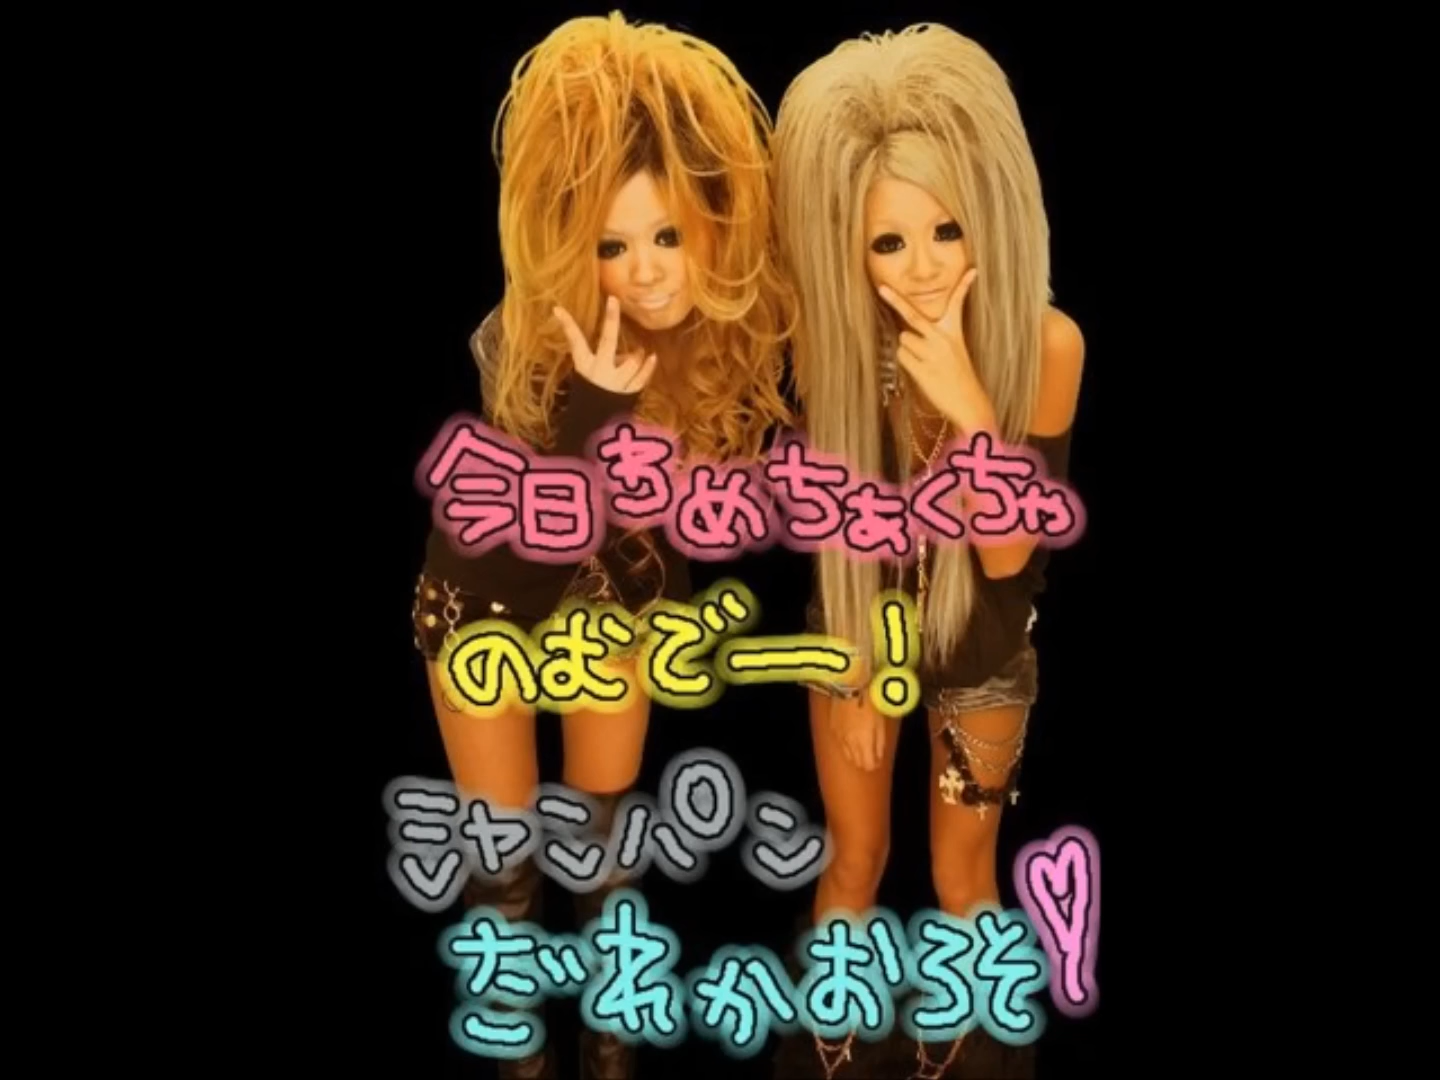 今日ちめちぁくちゃ
のむでー！
シャンパン
だれかおろそ♡